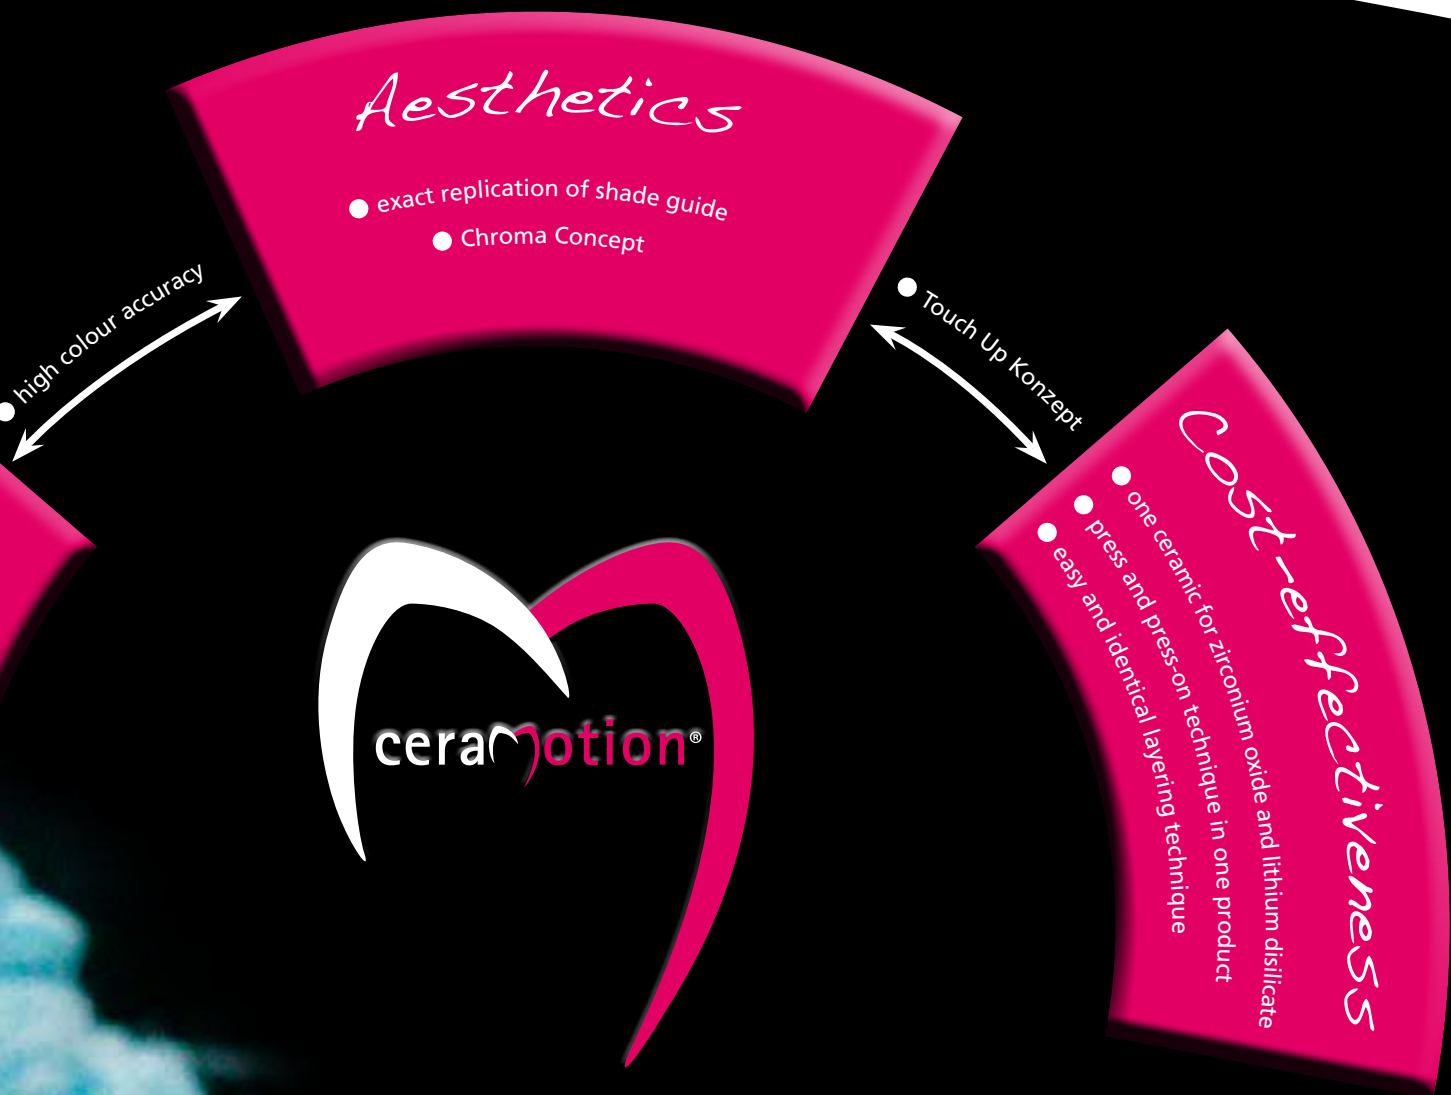 Aesthetics
exact replication of shade guide
Chroma Concept
high colour accuracy
Touch Up Konzept
Cost-effectiveness
one ceramic for zirconium oxide and lithium disilicate
press and press-on technique in one product
easy and identical layering technique
ceramotion®